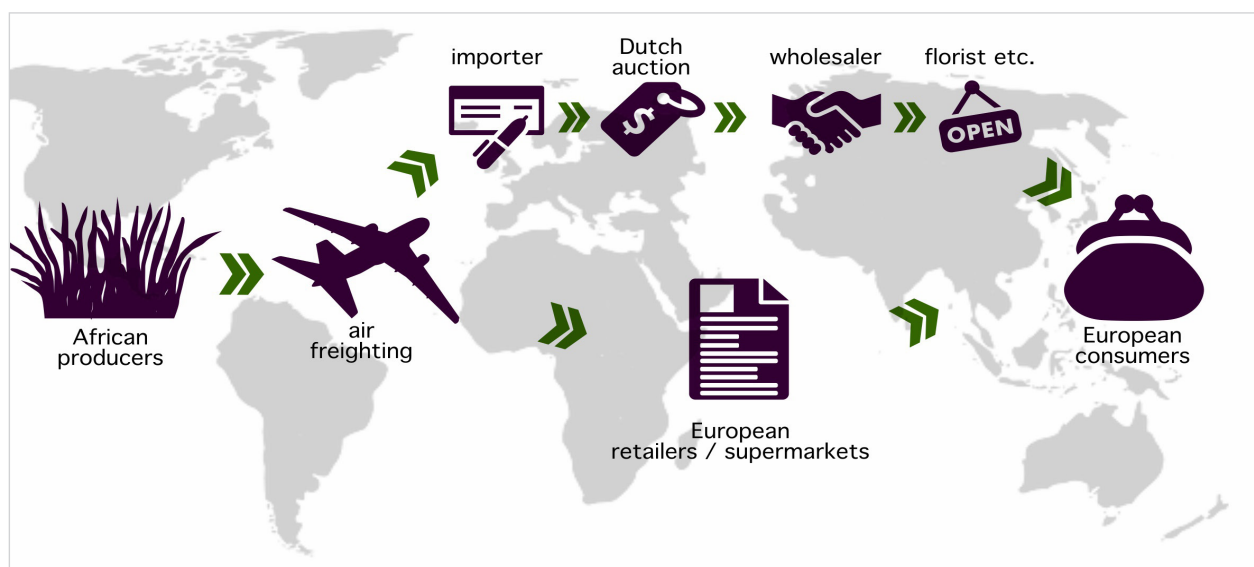 importer
Dutch
auction
wholesaler
florist etc.
$
OPEN
African
producers
air
freighting
European
retailers / supermarkets
European
consumers